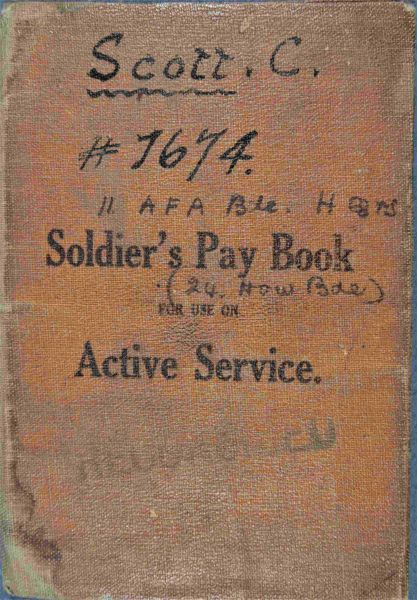 Scott. C.
# 7674.
11 AFA Bde. H Qrs
Soldier's Pay Book
(24. How Bde)
FOR USE ON
Active Service.